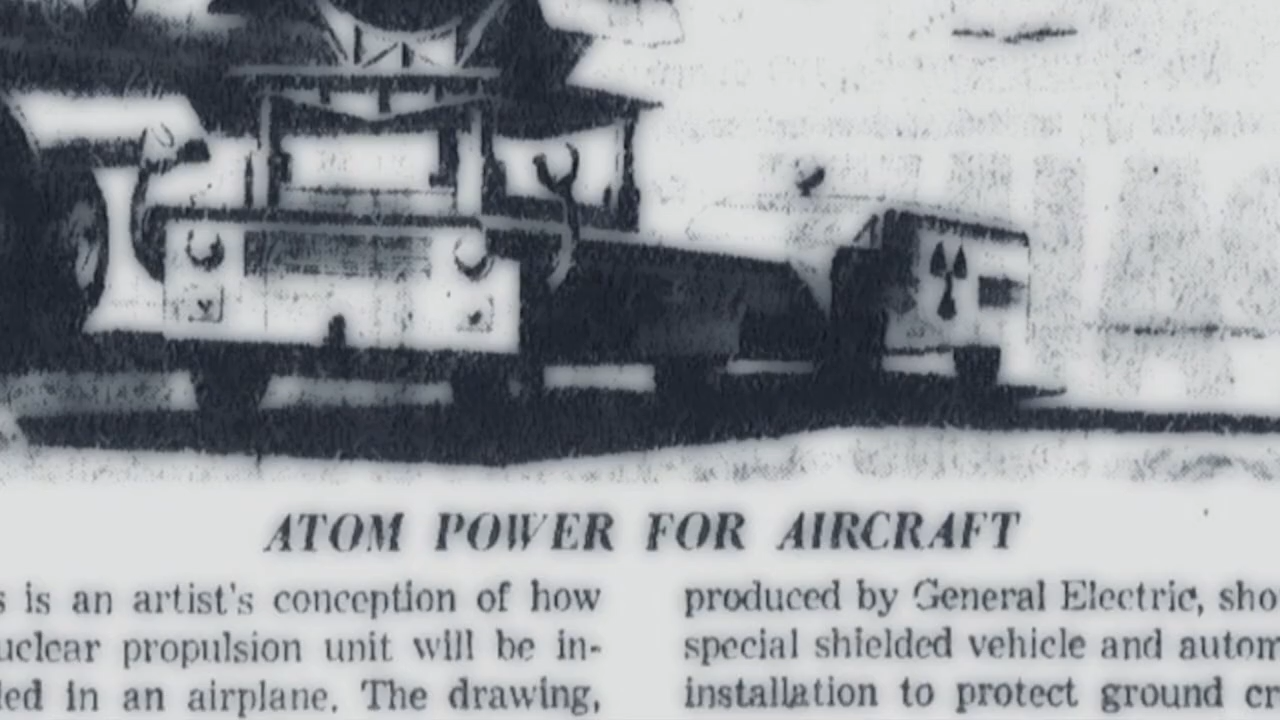 ATOM POWER FOR AIRCRAFT
s is an artist's conception of how
uclear propulsion unit will be in-
led in an airplane. The drawing,
produced by General Electric, sho
special shielded vehicle and autom
installation to protect ground cr